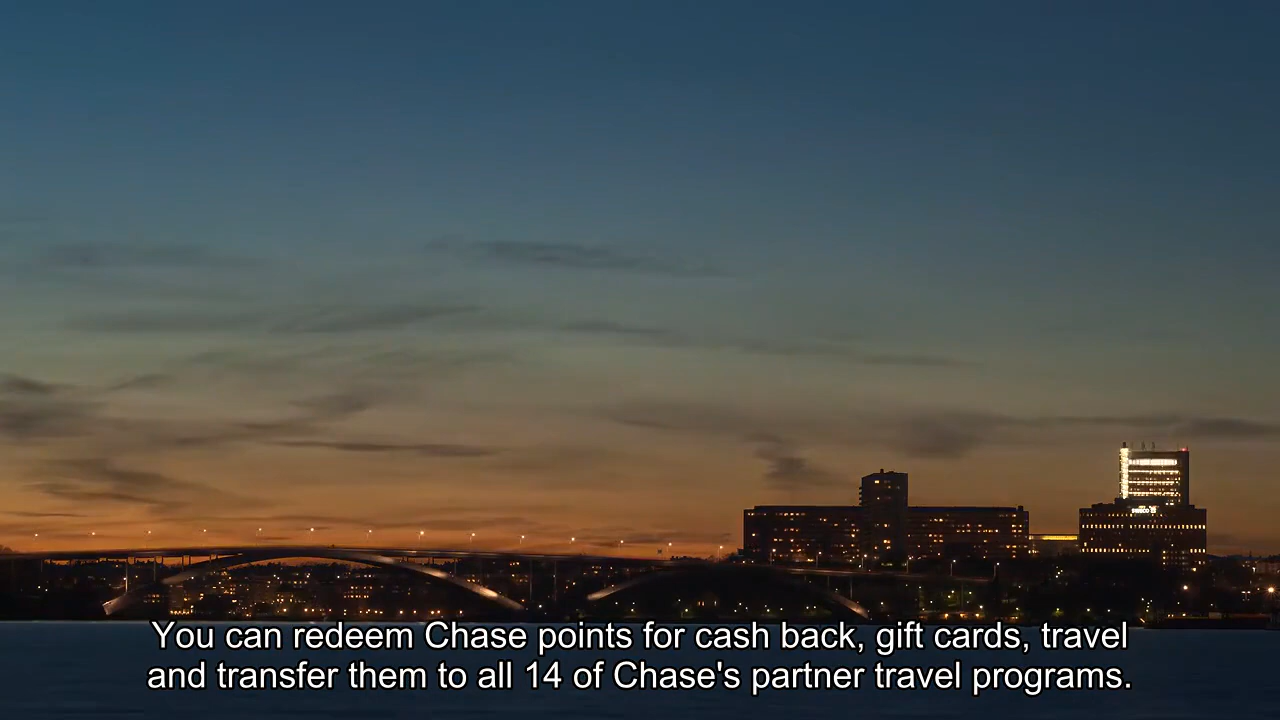 You can redeem Chase points for cash back, gift cards, travel
and transfer them to all 14 of Chase's partner travel programs.